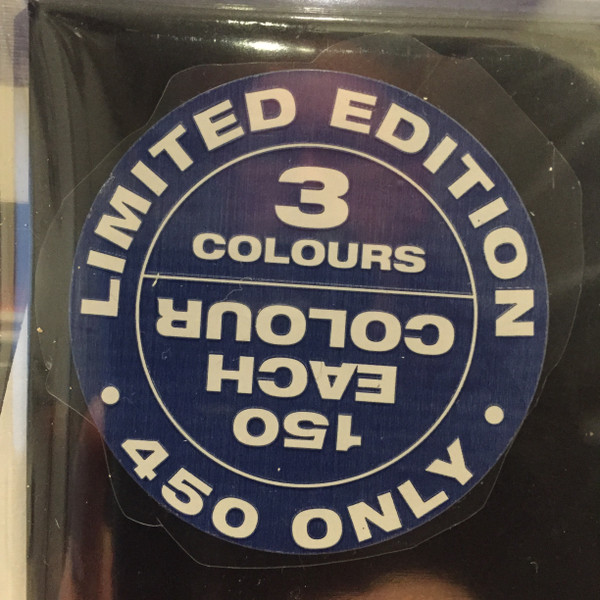 LIMITED EDITION
3
COLOURS
150
EACH
COLOUR
450 ONLY